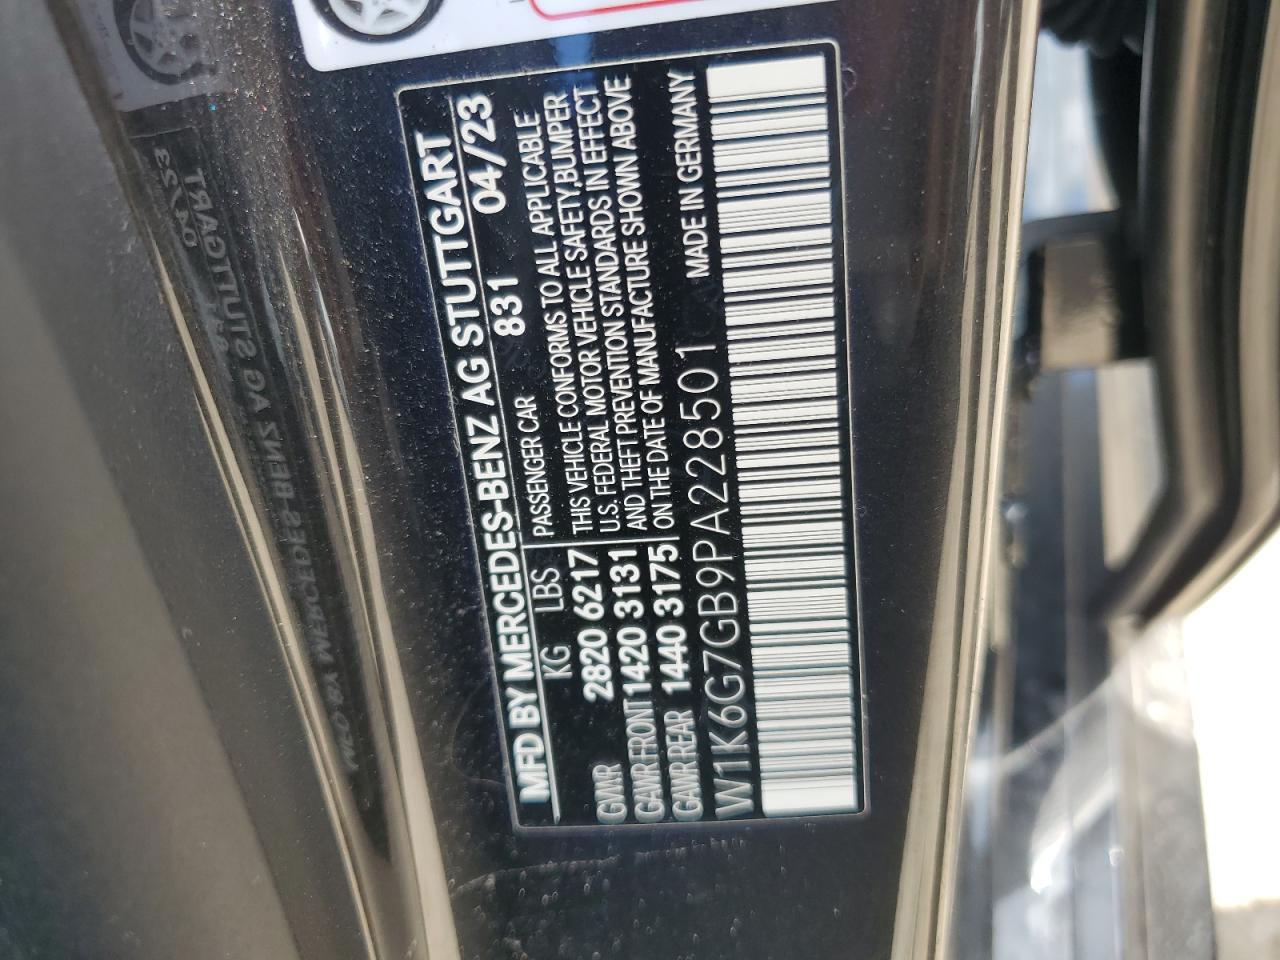 MFD BY MERCEDES-BENZ AG STUTTGART
KG LBS PASSENGER CAR 831 04/23
GVWR 2820 6217
GAWR FRONT 1420 3131
GAWR REAR 1440 3175
THIS VEHICLE CONFORMS TO ALL APPLICABLE
U.S. FEDERAL MOTOR VEHICLE SAFETY,BUMPER
AND THEFT PREVENTION STANDARDS IN EFFECT
ON THE DATE OF MANUFACTURE SHOWN ABOVE
W1K6G7GB9PA228501 MADE IN GERMANY